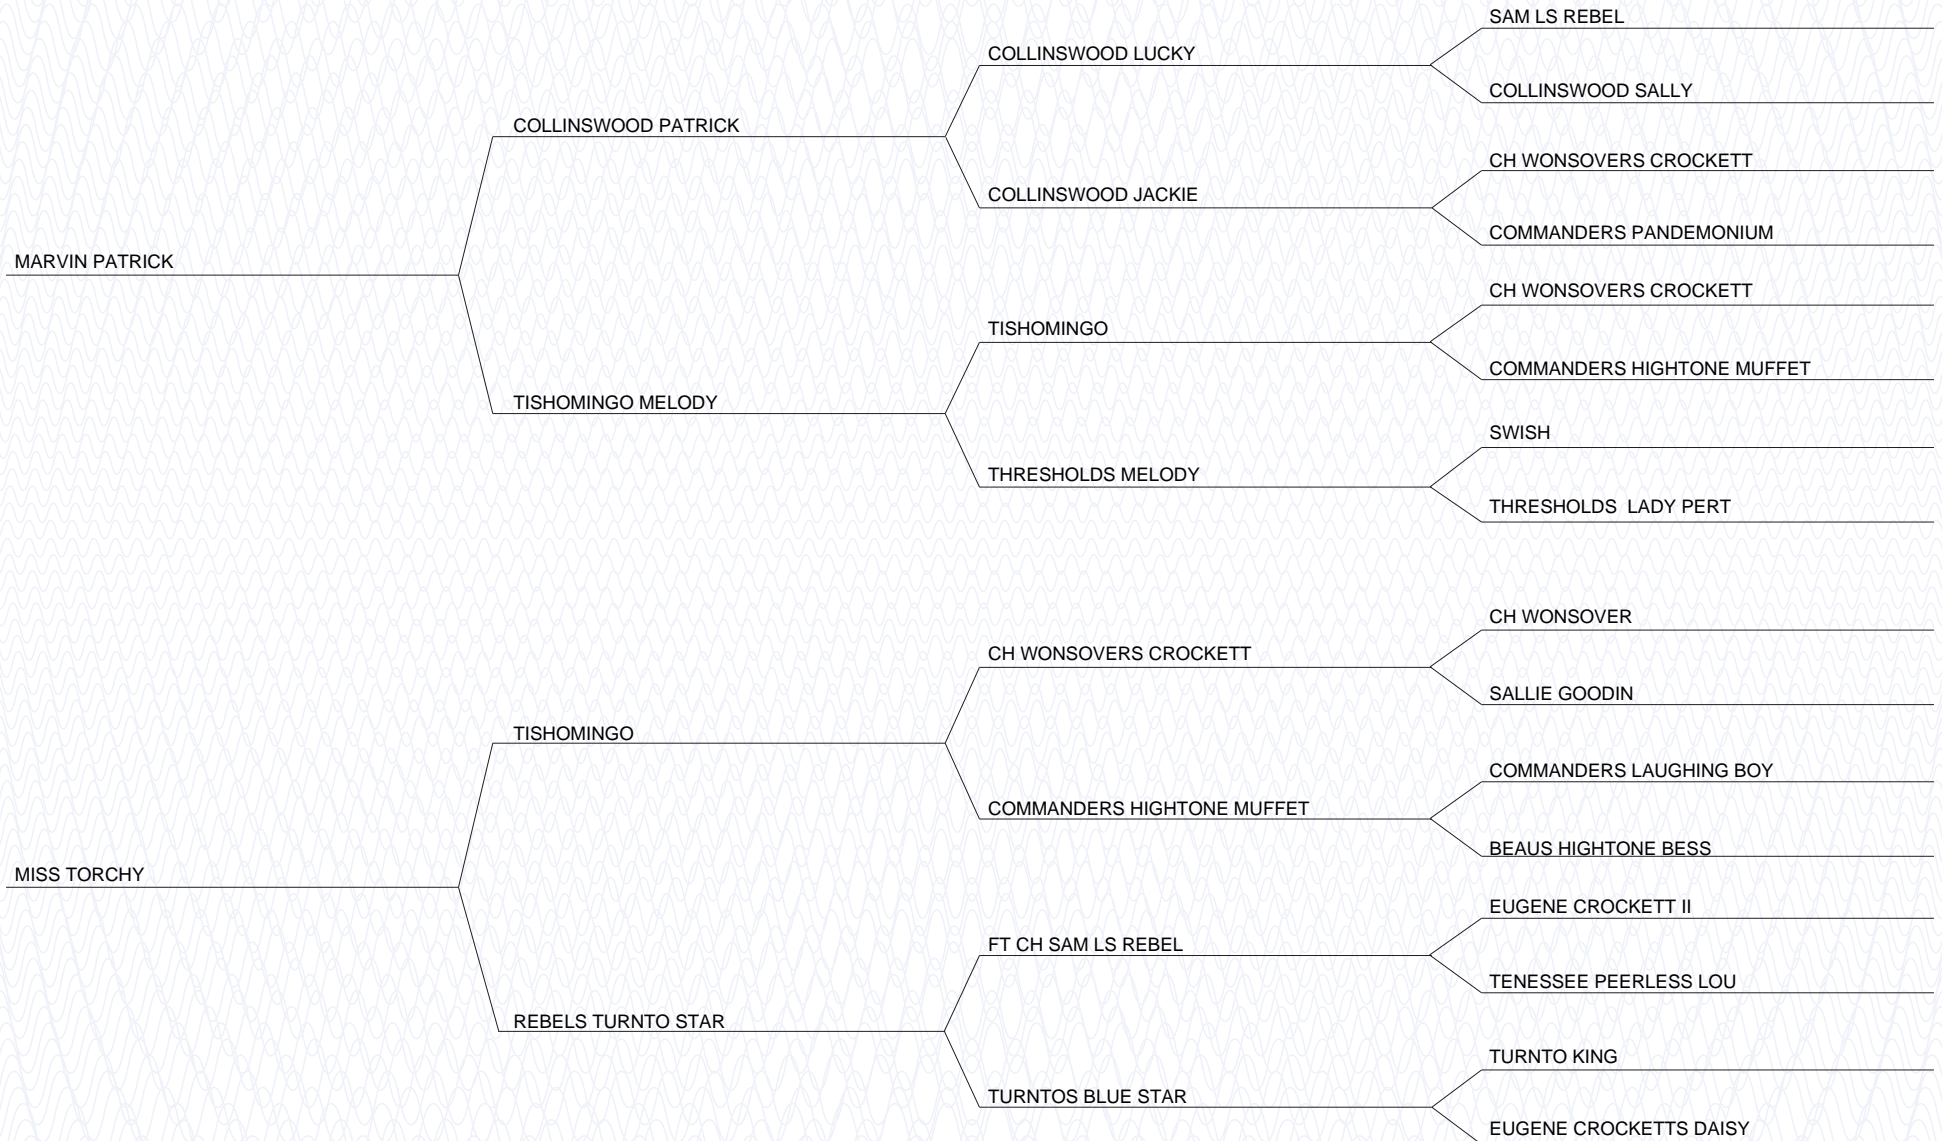 SAM LS REBEL
COLLINSWOOD LUCKY
COLLINSWOOD SALLY
COLLINSWOOD PATRICK
CH WONSOVERS CROCKETT
COLLINSWOOD JACKIE
COMMANDERS PANDEMONIUM
MARVIN PATRICK
CH WONSOVERS CROCKETT
TISHOMINGO
COMMANDERS HIGHTONE MUFFET
TISHOMINGO MELODY
SWISH
THRESHOLDS MELODY
THRESHOLDS  LADY PERT
CH WONSOVER
CH WONSOVERS CROCKETT
SALLIE GOODIN
TISHOMINGO
COMMANDERS LAUGHING BOY
COMMANDERS HIGHTONE MUFFET
BEAUS HIGHTONE BESS
MISS TORCHY
EUGENE CROCKETT II
FT CH SAM LS REBEL
TENESSEE PEERLESS LOU
REBELS TURNTO STAR
TURNTO KING
TURNTOS BLUE STAR
EUGENE CROCKETTS DAISY